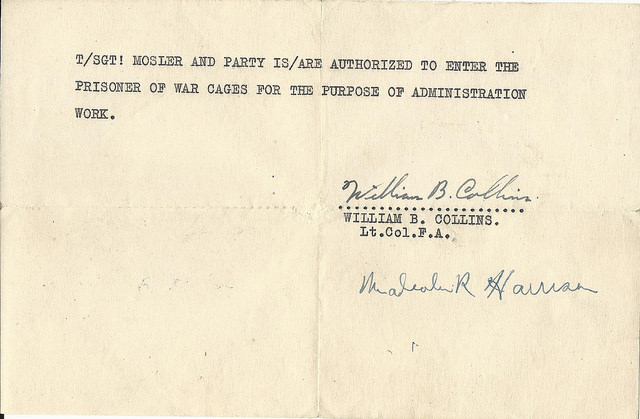 T/SGT! MOSLER AND PARTY IS/ARE AUTHORIZED TO ENTER THE
PRISONER OF WAR CAGES FOR THE PURPOSE OF ADMINISTRATION
WORK.
William B. Collins
WILLIAM B. COLLINS.
Lt.Col.F.A.
Malcolm R Harrison